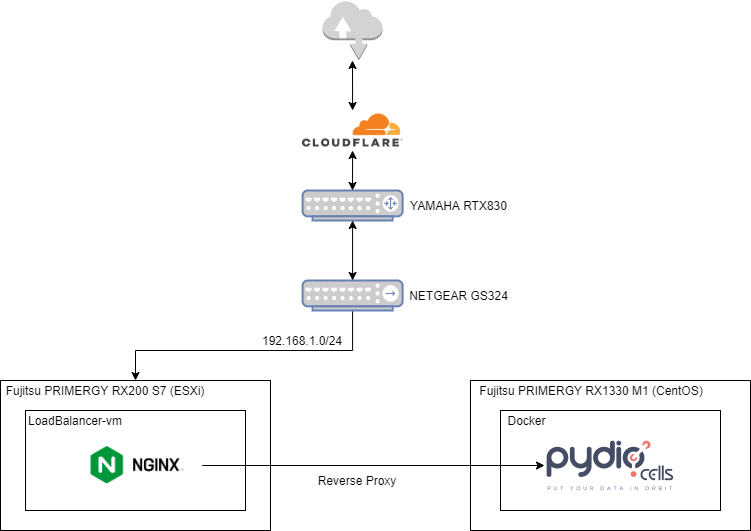 CLOUDFLARE
YAMAHA RTX830
NETGEAR GS324
192.168.1.0/24
Fujitsu PRIMERGY RX200 S7 (ESXi)
Fujitsu PRIMERGY RX1330 M1 (CentOS)
LoadBalancer-vm
Docker
NGINX
pydio cells
PUT YOUR DATA IN ORBIT
Reverse Proxy